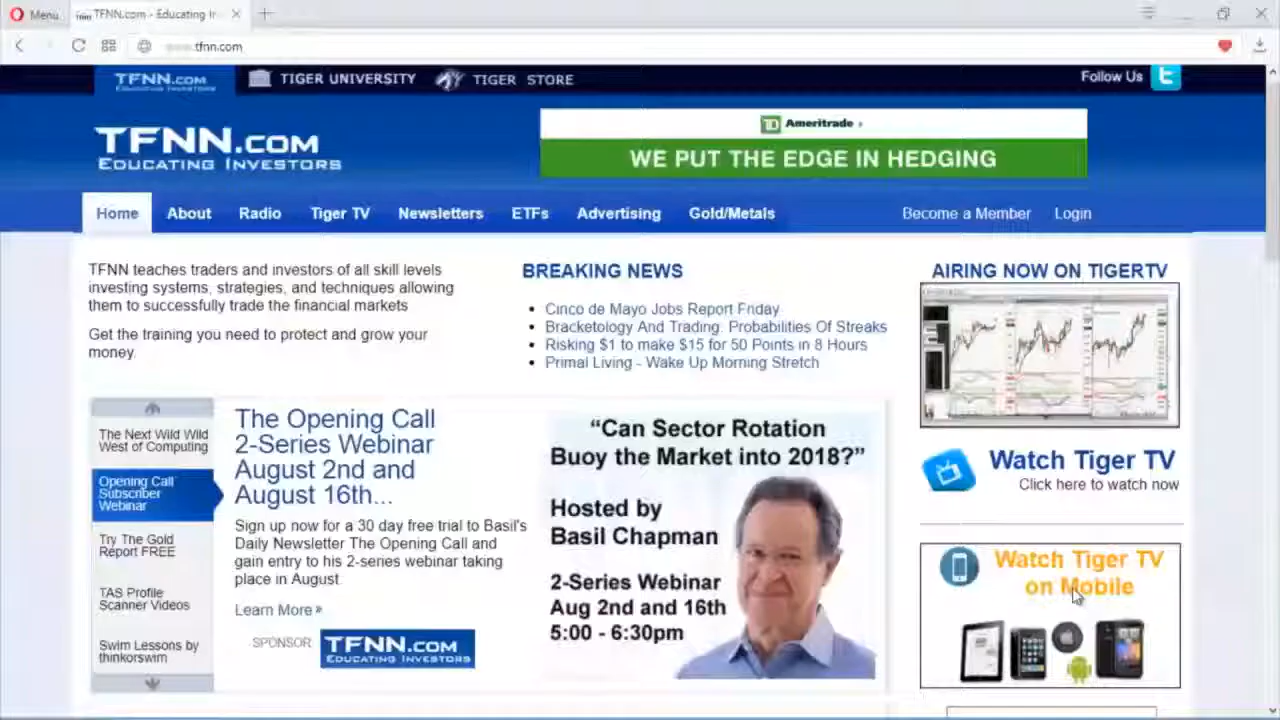 Menu
TFNN.com - Educating In
www.tfnn.com
TFNN.COM
EDUCATING INVESTORS
TIGER UNIVERSITY
TIGER STORE
Follow Us
TFNN.COM
EDUCATING INVESTORS
TD Ameritrade
WE PUT THE EDGE IN HEDGING
Home
About
Radio
Tiger TV
Newsletters
ETFs
Advertising
Gold/Metals
Become a Member
Login
TFNN teaches traders and investors of all skill levels
investing systems, strategies, and techniques allowing
them to successfully trade the financial markets
Get the training you need to protect and grow your
money.
BREAKING NEWS
Cinco de Mayo Jobs Report Friday
Bracketology And Trading: Probabilities Of Streaks
Risking $1 to make $15 for 50 Points in 8 Hours
Primal Living - Wake Up Morning Stretch
AIRING NOW ON TIGERTV
Watch Tiger TV
Click here to watch now
Watch Tiger TV
on Mobile
The Next Wild Wild
West of Computing
Opening Call
Subscriber
Webinar
Try The Gold
Report FREE
TAS Profile
Scanner Videos
Swim Lessons by
thinkorswim
The Opening Call
2-Series Webinar
August 2nd and
August 16th...
Sign up now for a 30 day free trial to Basil's
Daily Newsletter The Opening Call and
gain entry to his 2-series webinar taking
place in August
Learn More »
SPONSOR
TFNN.COM
EDUCATING INVESTORS
“Can Sector Rotation
Buoy the Market into 2018?”
Hosted by
Basil Chapman
2-Series Webinar
Aug 2nd and 16th
5:00 - 6:30pm